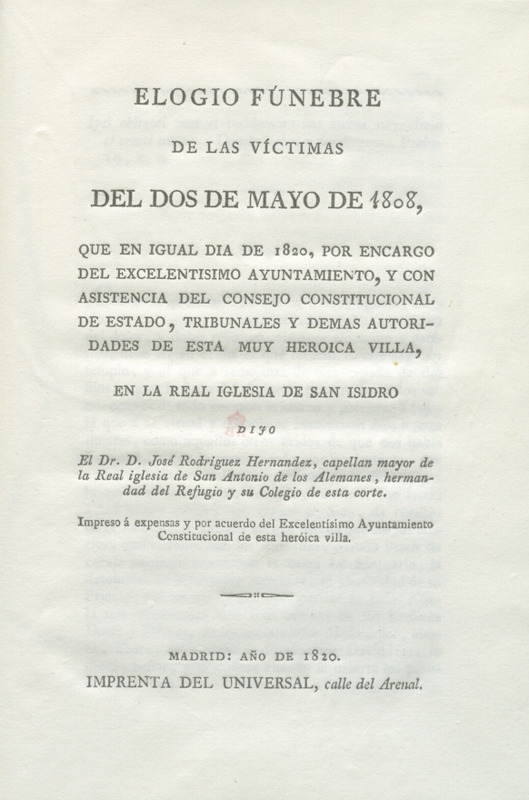 ELOGIO FÚNEBRE
DE LAS VÍCTIMAS
DEL DOS DE MAYO DE 1808,
QUE EN IGUAL DIA DE 1820, POR ENCARGO
DEL EXCELENTISIMO AYUNTAMIENTO, Y CON
ASISTENCIA DEL CONSEJO CONSTITUCIONAL
DE ESTADO, TRIBUNALES Y DEMAS AUTORI-
DADES DE ESTA MUY HEROICA VILLA,
EN LA REAL IGLESIA DE SAN ISIDRO
DIJO
El Dr. D. José Rodriguez Hernandez, capellan mayor de
la Real iglesia de San Antonio de los Alemanes, herman-
dad del Refugio y su Colegio de esta corte.
Impreso á expensas y por acuerdo del Excelentísimo Ayuntamiento
Constitucional de esta heróica villa.
MADRID: AÑO DE 1820.
IMPRENTA DEL UNIVERSAL, calle del Arenal.